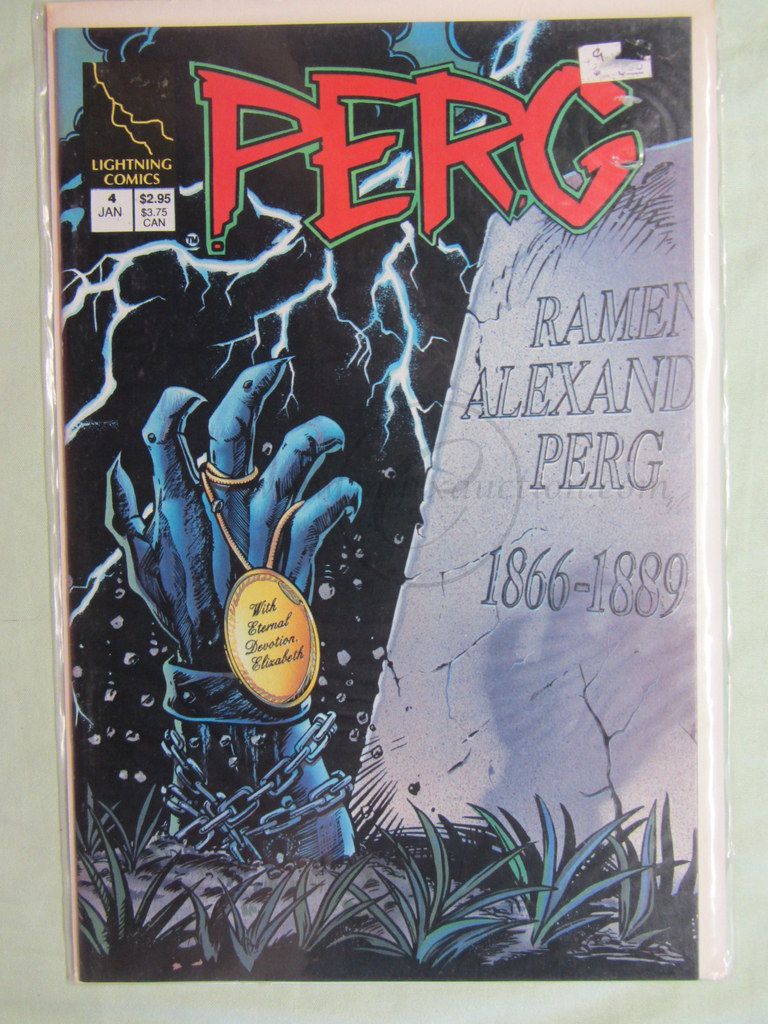 PERG
LIGHTNING
COMICS
4
JAN
$2.95
$3.75
CAN
TM
RAMEN
ALEXAND
PERG
1866-1889
With
Eternal
Devotion,
Elizabeth